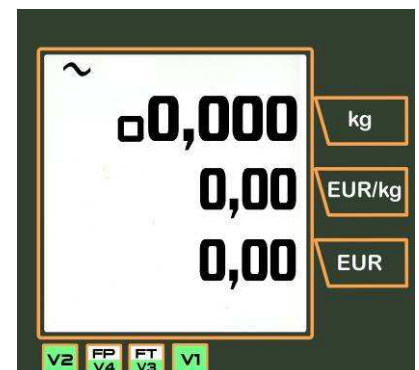 ~
0,000 kg
0,00 EUR/kg
0,00 EUR
V2 FP V4 FT V3 V1